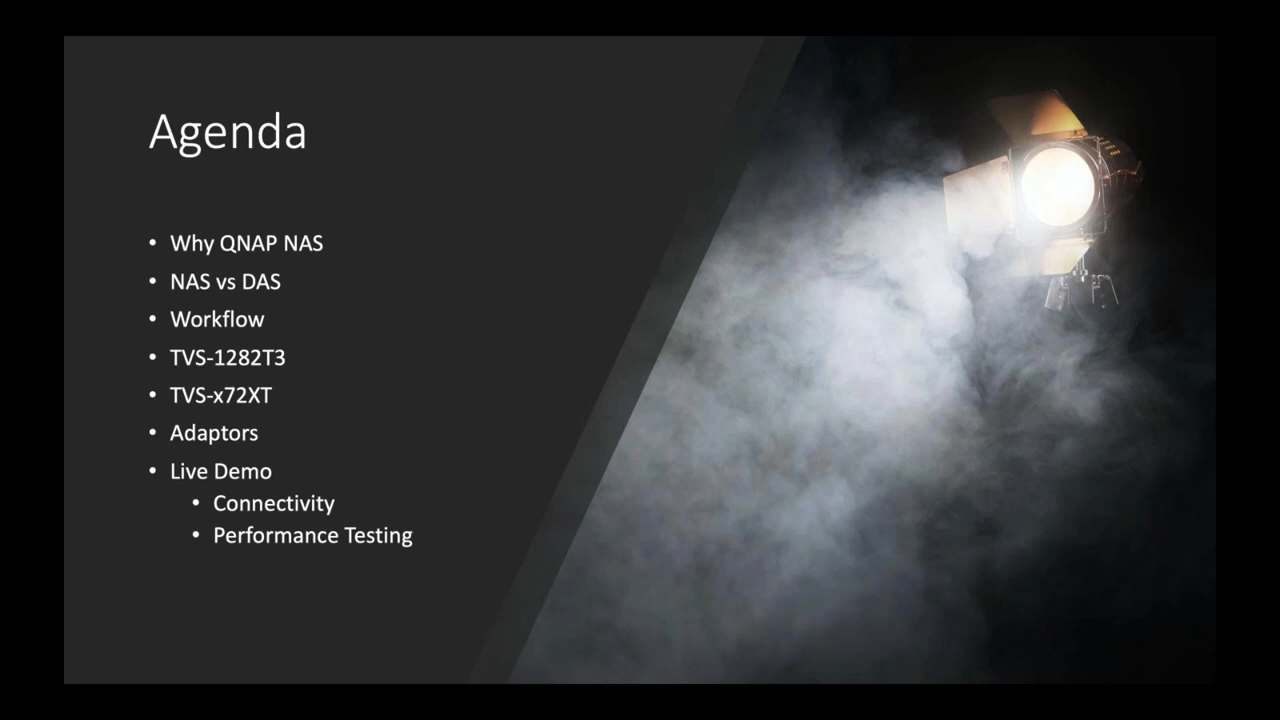 Agenda
• Why QNAP NAS
• NAS vs DAS
• Workflow
• TVS-1282T3
• TVS-x72XT
• Adaptors
• Live Demo
• Connectivity
• Performance Testing